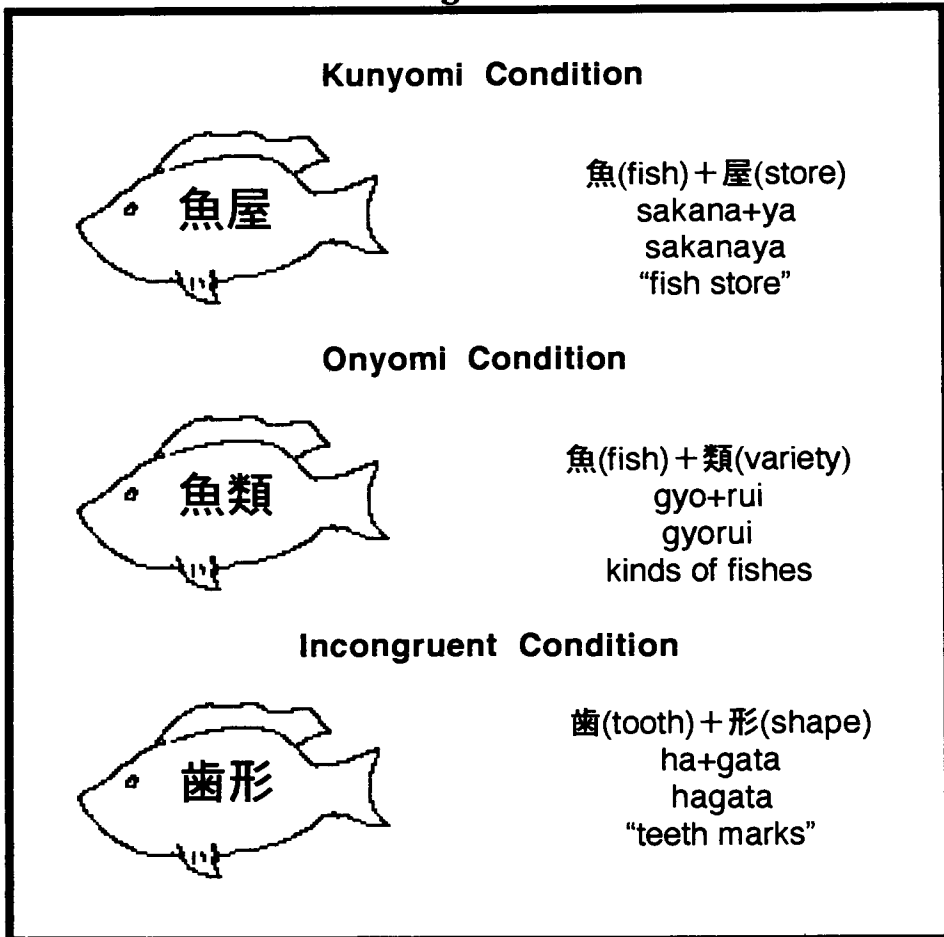 Kunyomi Condition
魚屋
魚(fish)+屋(store)
sakana+ya
sakanaya
“fish store”
Onyomi Condition
魚類
魚(fish)+類(variety)
gyo+rui
gyorui
kinds of fishes
Incongruent Condition
歯形
歯(tooth)+形(shape)
ha+gata
hagata
“teeth marks”